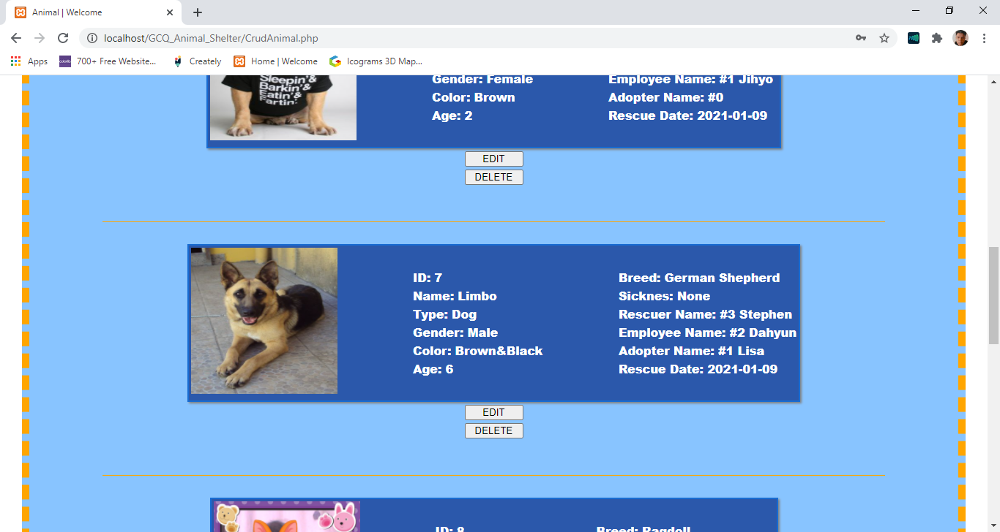 Animal | Welcome
localhost/GCQ_Animal_Shelter/CrudAnimal.php
Apps
700+ Free Website...
Creately
Home | Welcome
Icograms 3D Map...
Sleepin'&
Barkin'&
Eatin'&
Fartin'
Gender: Female
Color: Brown
Age: 2
Employee Name: #1 Jihyo
Adopter Name: #0
Rescue Date: 2021-01-09
EDIT
DELETE
ID: 7
Name: Limbo
Type: Dog
Gender: Male
Color: Brown&Black
Age: 6
Breed: German Shepherd
Sicknes: None
Rescuer Name: #3 Stephen
Employee Name: #2 Dahyun
Adopter Name: #1 Lisa
Rescue Date: 2021-01-09
EDIT
DELETE
ID: 8
Breed: Ragdoll